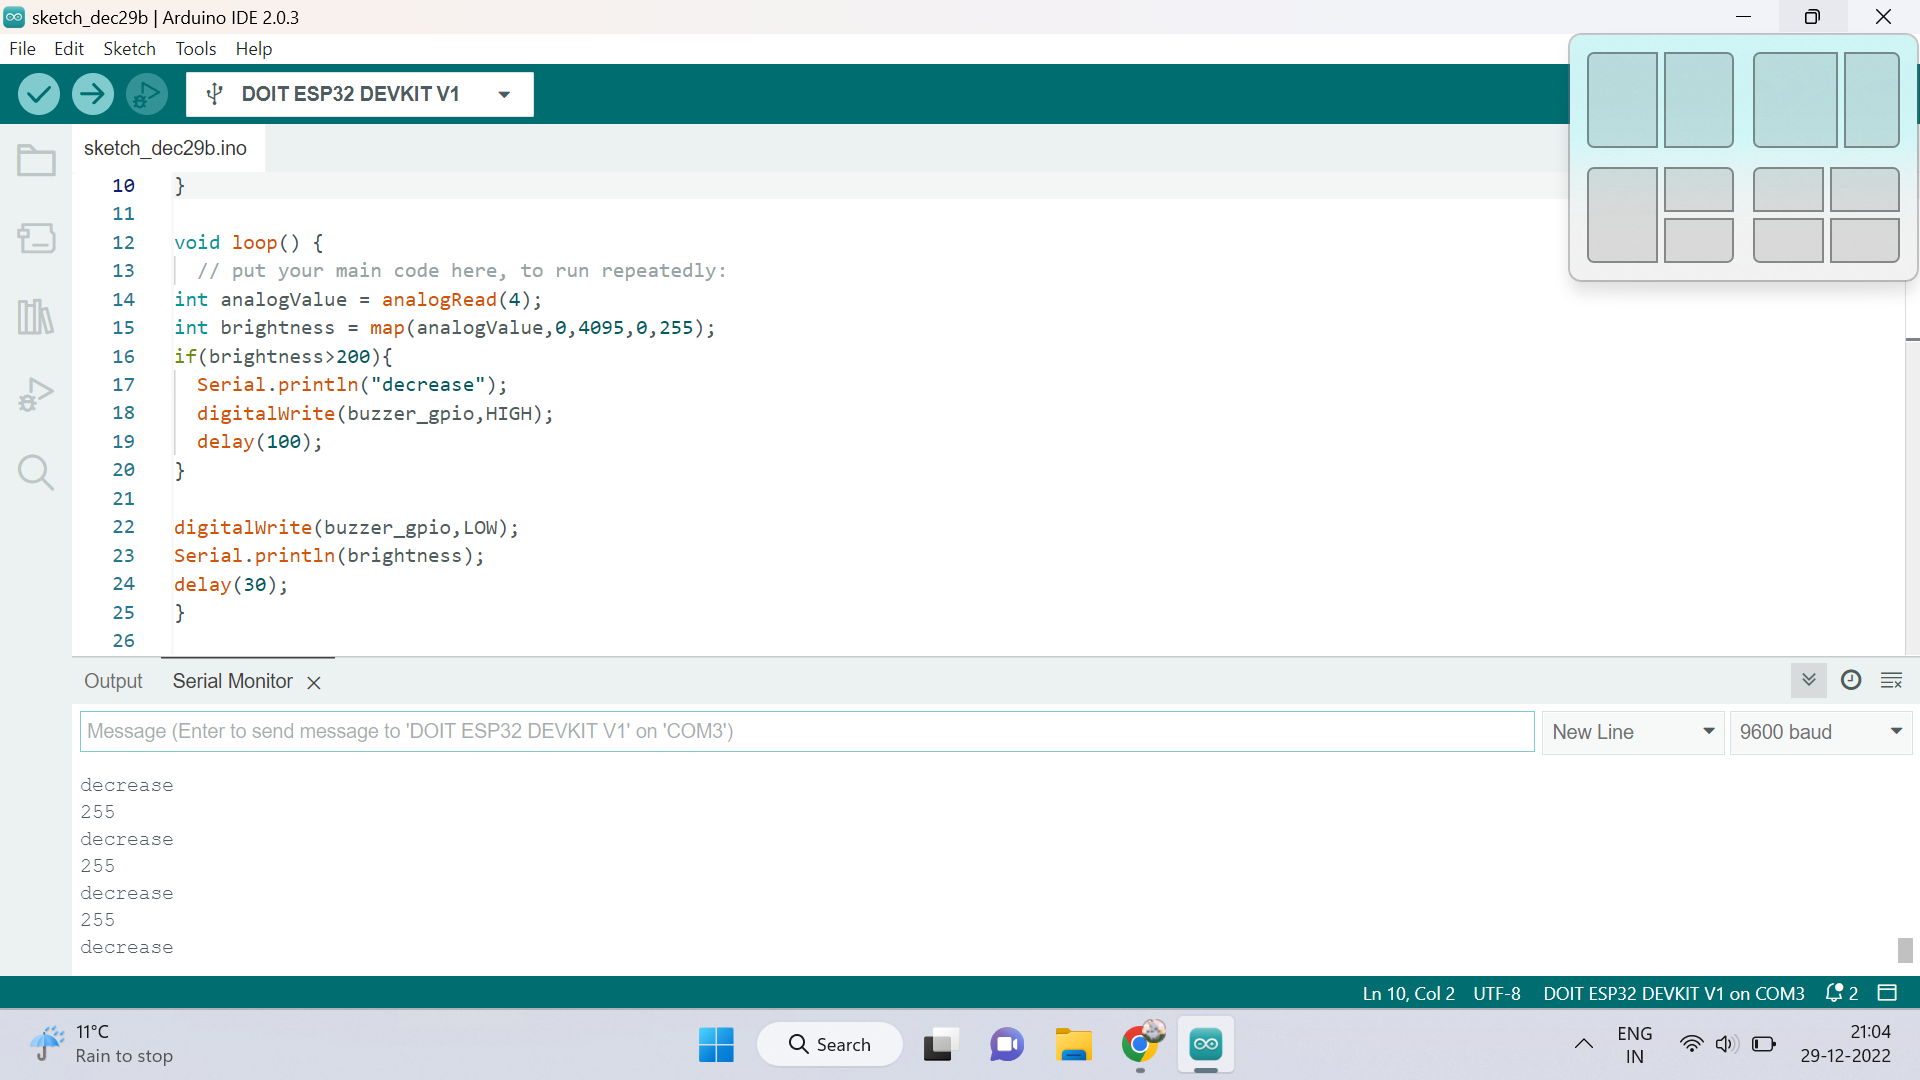 sketch_dec29b | Arduino IDE 2.0.3
File Edit Sketch Tools Help
DOIT ESP32 DEVKIT V1
sketch_dec29b.ino
10 }
11
12 void loop() {
13 // put your main code here, to run repeatedly:
14 int analogValue = analogRead(4);
15 int brightness = map(analogValue,0,4095,0,255);
16 if(brightness>200){
17 Serial.println("decrease");
18 digitalWrite(buzzer_gpio,HIGH);
19 delay(100);
20 }
21
22 digitalWrite(buzzer_gpio,LOW);
23 Serial.println(brightness);
24 delay(30);
25 }
26
Output Serial Monitor
Message (Enter to send message to 'DOIT ESP32 DEVKIT V1' on 'COM3') New Line 9600 baud
decrease
255
decrease
255
decrease
255
decrease
Ln 10, Col 2 UTF-8 DOIT ESP32 DEVKIT V1 on COM3 2
11°C
Rain to stop
Search
ENG
IN
21:04
29-12-2022